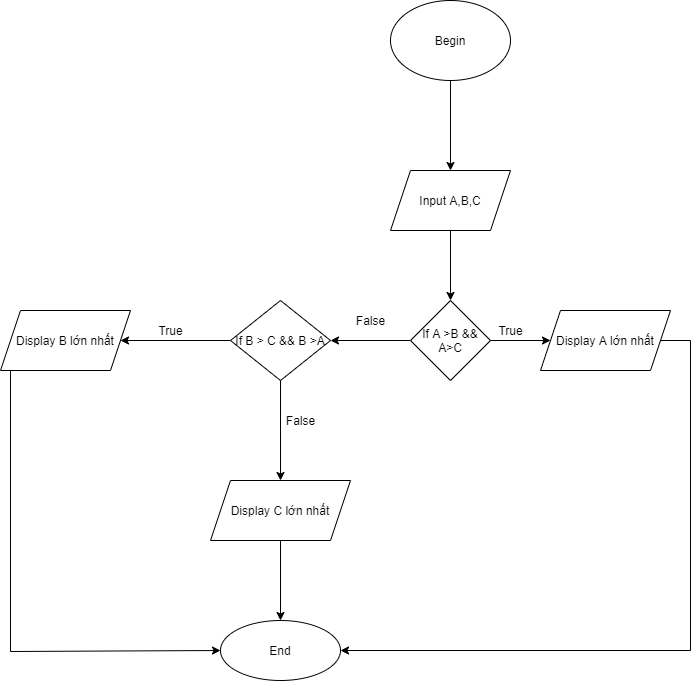 Begin
Input A,B,C
If A >B &&
A>C
True
Display A lớn nhất
False
If B > C && B >A
True
Display B lớn nhất
False
Display C lớn nhất
End